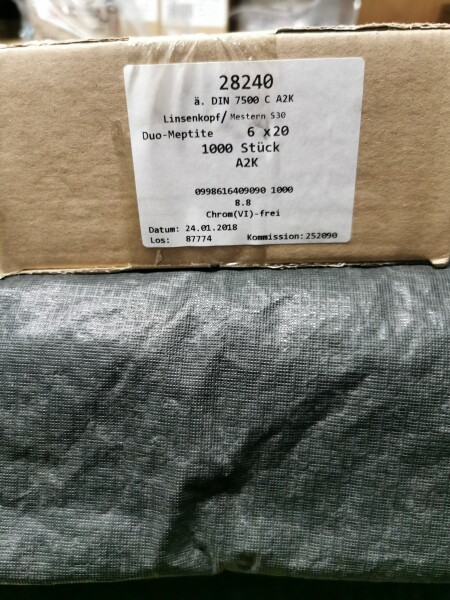 28240
ä. DIN 7500 C A2K
Linsenkopf/ Mestern S30
Duo-Meptite 6 x 20
1000 Stück
A2K
0998616409090 1000
8.8
Chrom(VI)-frei
Datum: 24.01.2018
Los: 87774 Kommission: 252090